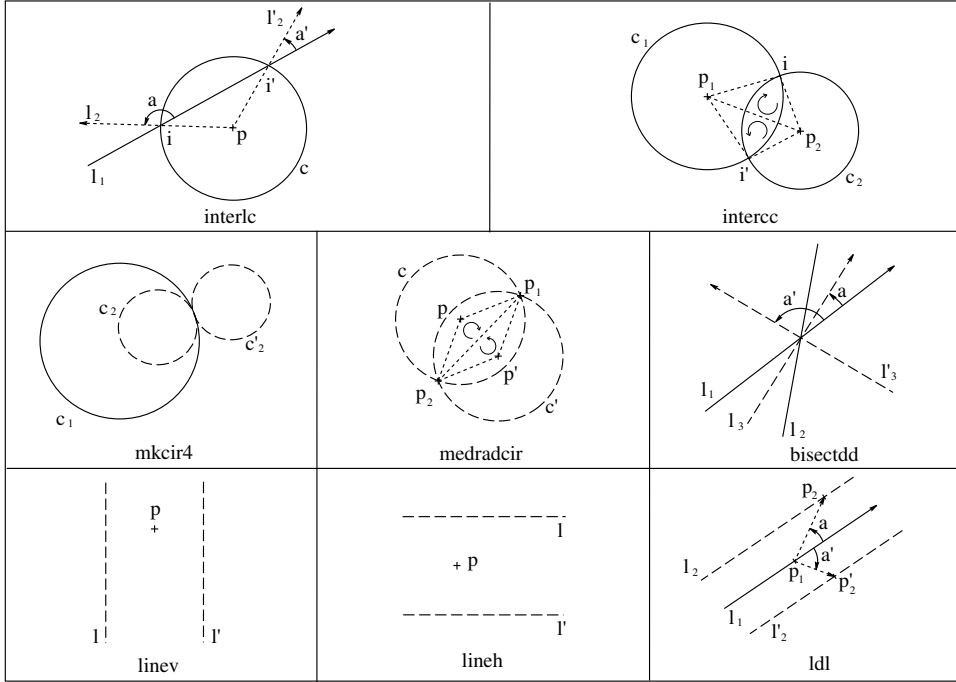 l'2
a'
i'
a
l2
i
p
c
l1
interlc
c1
i
p1
p2
i'
c2
intercc
c2
c'2
c1
mkcir4
c
p1
p
p'
p2
c'
medradcir
a'
a
l1
l3
l2
l'3
bisectdd
p
l
l'
linev
l
p
l'
lineh
p2
a
a'
l2
p1
p'2
l1
l'2
ldl